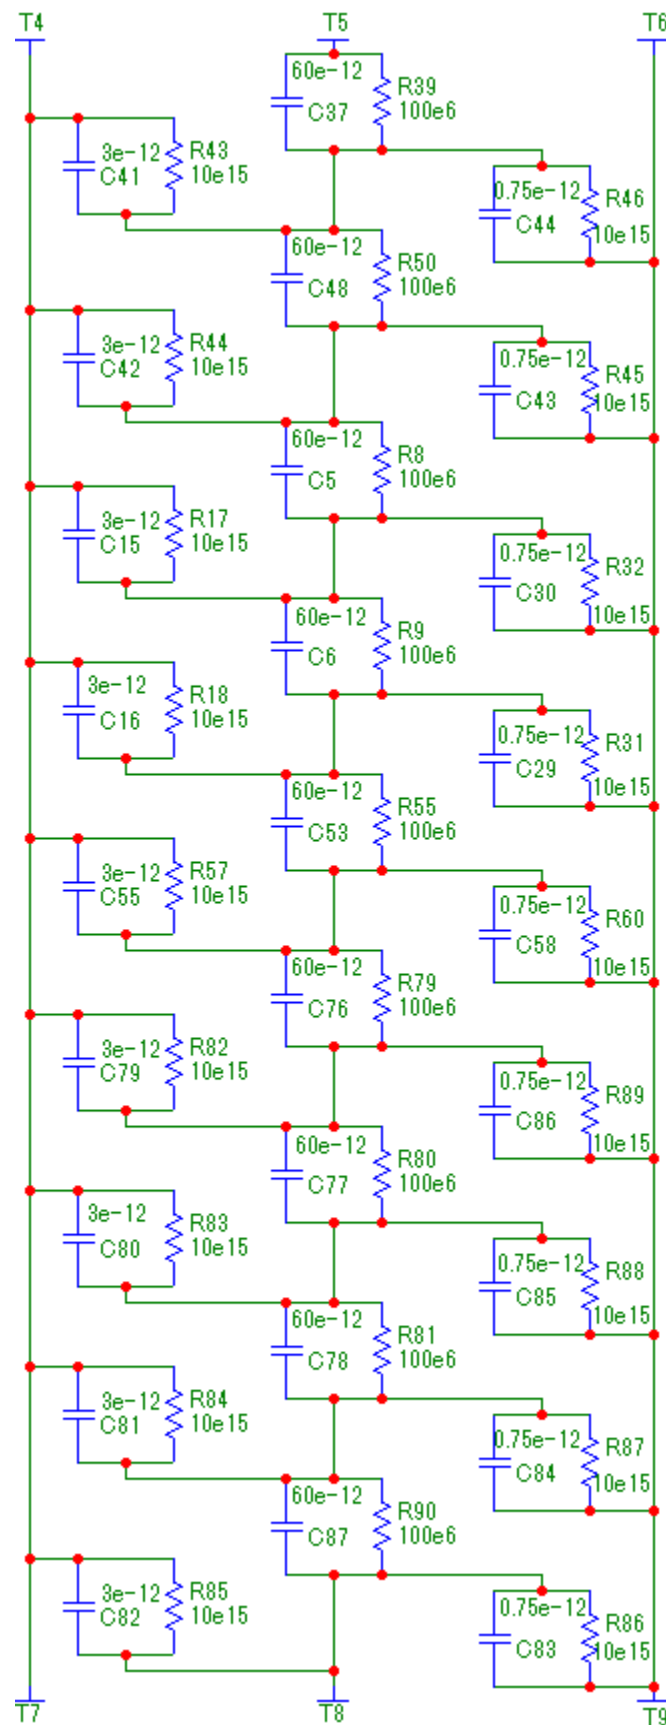 T4
T5
T6
60e-12
R39
100e6
C37
3e-12
R43
10e15
C41
0.75e-12
R46
10e15
C44
60e-12
R50
100e6
C48
3e-12
R44
10e15
C42
0.75e-12
R45
10e15
C43
60e-12
R8
100e6
C5
3e-12
R17
10e15
C15
0.75e-12
R32
10e15
C30
60e-12
R9
100e6
C6
3e-12
R18
10e15
C16
0.75e-12
R31
10e15
C29
60e-12
R55
100e6
C53
3e-12
R57
10e15
C55
0.75e-12
R60
10e15
C58
60e-12
R79
100e6
C76
3e-12
R82
10e15
C79
0.75e-12
R89
10e15
C86
60e-12
R80
100e6
C77
3e-12
R83
10e15
C80
0.75e-12
R88
10e15
C85
60e-12
R81
100e6
C78
3e-12
R84
10e15
C81
0.75e-12
R87
10e15
C84
60e-12
R90
100e6
C87
3e-12
R85
10e15
C82
0.75e-12
R86
10e15
C83
T7
T8
T9